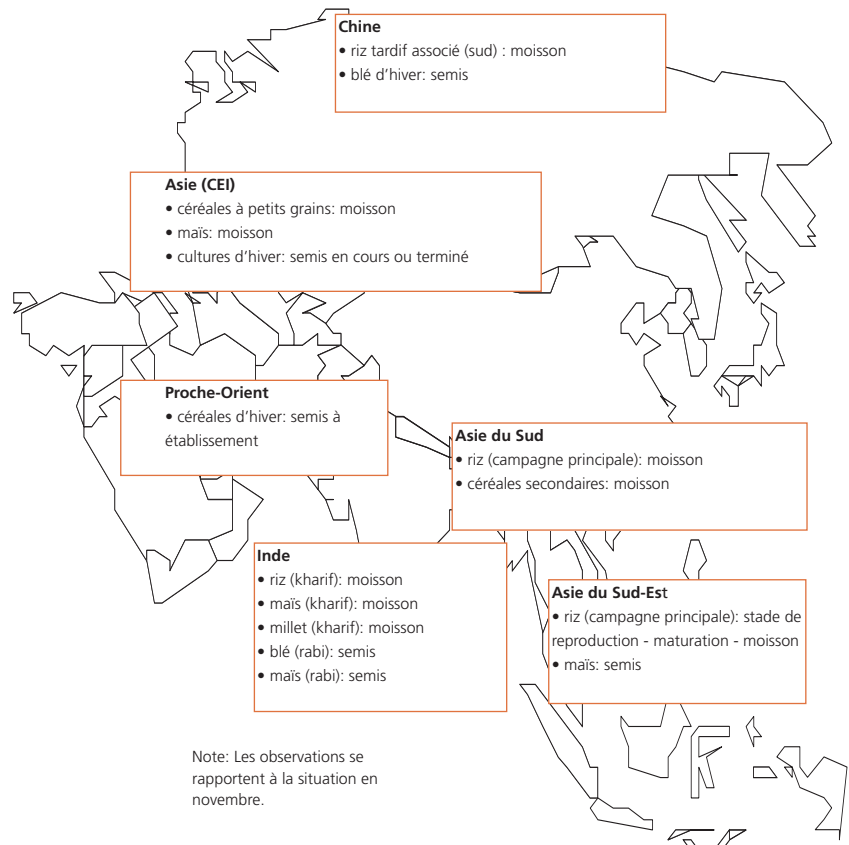 Chine
• riz tardif associé (sud) : moisson
• blé d'hiver: semis
Asie (CEI)
• céréales à petits grains: moisson
• maïs: moisson
• cultures d'hiver: semis en cours ou terminé
Proche-Orient
• céréales d'hiver: semis à
établissement
Asie du Sud
• riz (campagne principale): moisson
• céréales secondaires: moisson
Inde
• riz (kharif): moisson
• maïs (kharif): moisson
• millet (kharif): moisson
• blé (rabi): semis
• maïs (rabi): semis
Asie du Sud-Est
• riz (campagne principale): stade de
reproduction - maturation - moisson
• maïs: semis
Note: Les observations se
rapportent à la situation en
novembre.